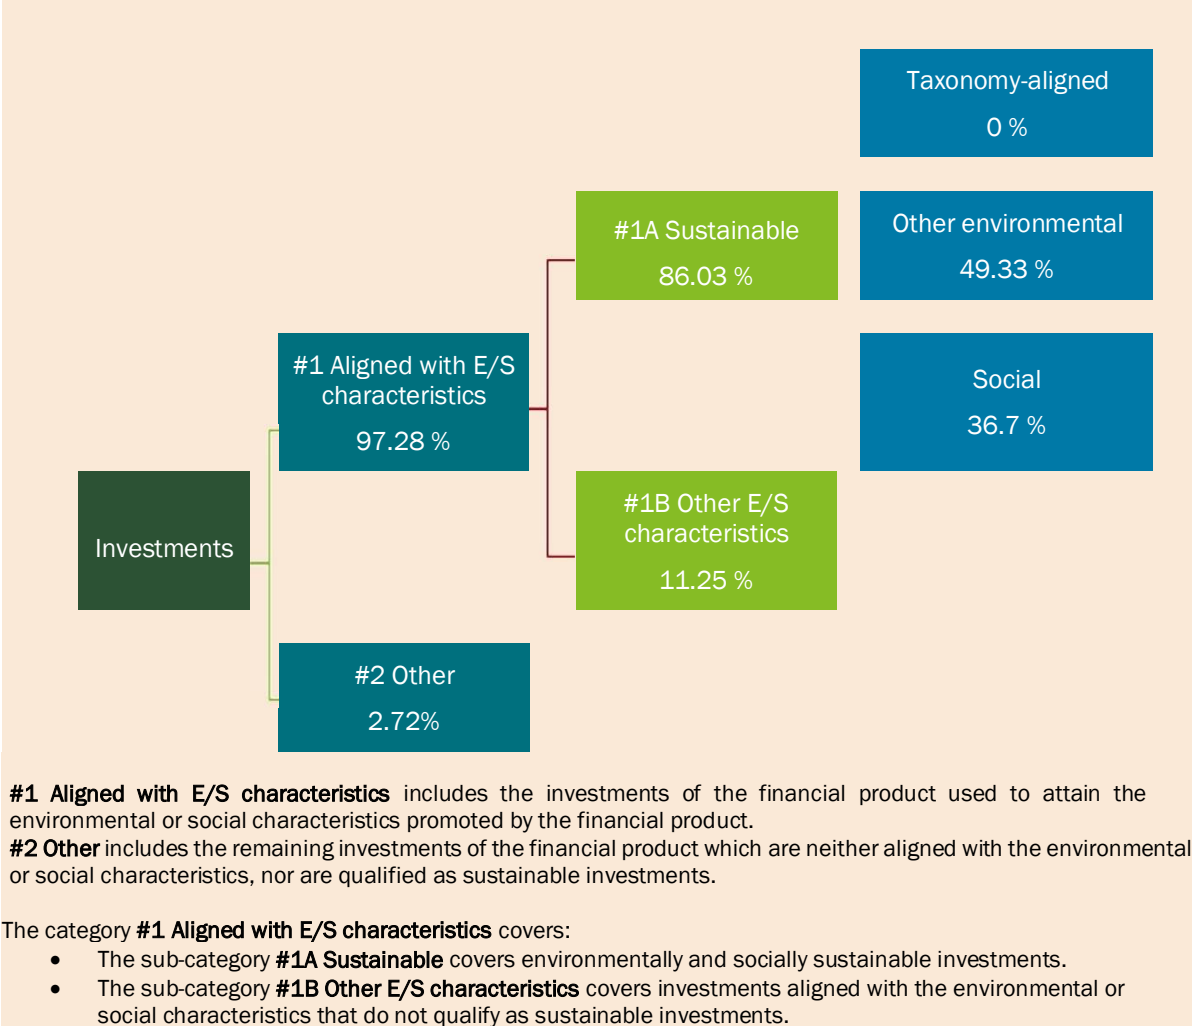 Taxonomy-aligned
0 %
#1A Sustainable
86.03 %
Other environmental
49.33 %
#1 Aligned with E/S
characteristics
97.28 %
Social
36.7 %
Investments
#1B Other E/S
characteristics
11.25 %
#2 Other
2.72%
#1 Aligned with E/S characteristics includes the investments of the financial product used to attain the
environmental or social characteristics promoted by the financial product.
#2 Other includes the remaining investments of the financial product which are neither aligned with the environmental
or social characteristics, nor are qualified as sustainable investments.
The category #1 Aligned with E/S characteristics covers:
• The sub-category #1A Sustainable covers environmentally and socially sustainable investments.
• The sub-category #1B Other E/S characteristics covers investments aligned with the environmental or
social characteristics that do not qualify as sustainable investments.